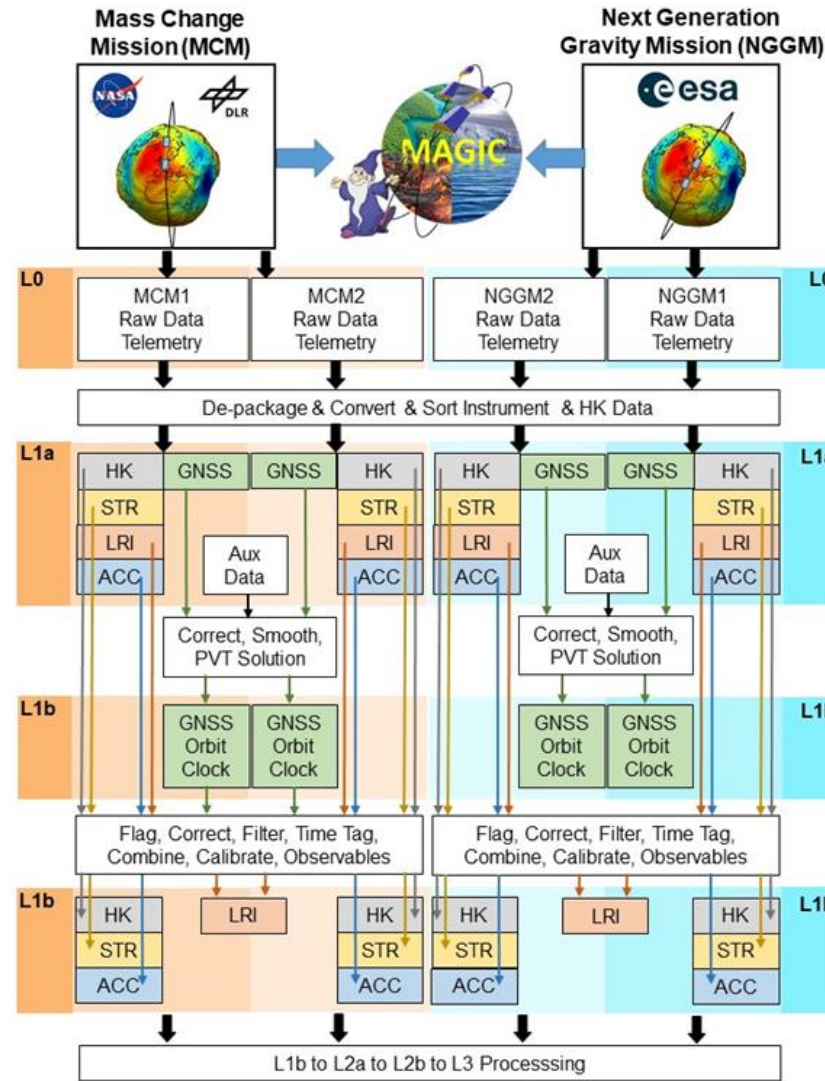 Mass Change
Mission (MCM)
Next Generation
Gravity Mission (NGGM)
NASA
DLR
esa
MAGIC
L0
MCM1
Raw Data
Telemetry
MCM2
Raw Data
Telemetry
NGGM2
Raw Data
Telemetry
NGGM1
Raw Data
Telemetry
L0
De-package & Convert & Sort Instrument & HK Data
L1a
HK
GNSS
GNSS
HK
HK
GNSS
GNSS
HK
L1a
STR
STR
STR
STR
LRI
LRI
LRI
LRI
ACC
Aux
Data
ACC
ACC
Aux
Data
ACC
Correct, Smooth,
PVT Solution
Correct, Smooth,
PVT Solution
L1b
GNSS
Orbit
Clock
GNSS
Orbit
Clock
GNSS
Orbit
Clock
GNSS
Orbit
Clock
Flag, Correct, Filter, Time Tag,
Combine, Calibrate, Observables
Flag, Correct, Filter, Time Tag,
Combine, Calibrate, Observables
L1b
HK
LRI
HK
HK
LRI
HK
STR
STR
STR
STR
ACC
ACC
ACC
ACC
L1b to L2a to L2b to L3 Processsing